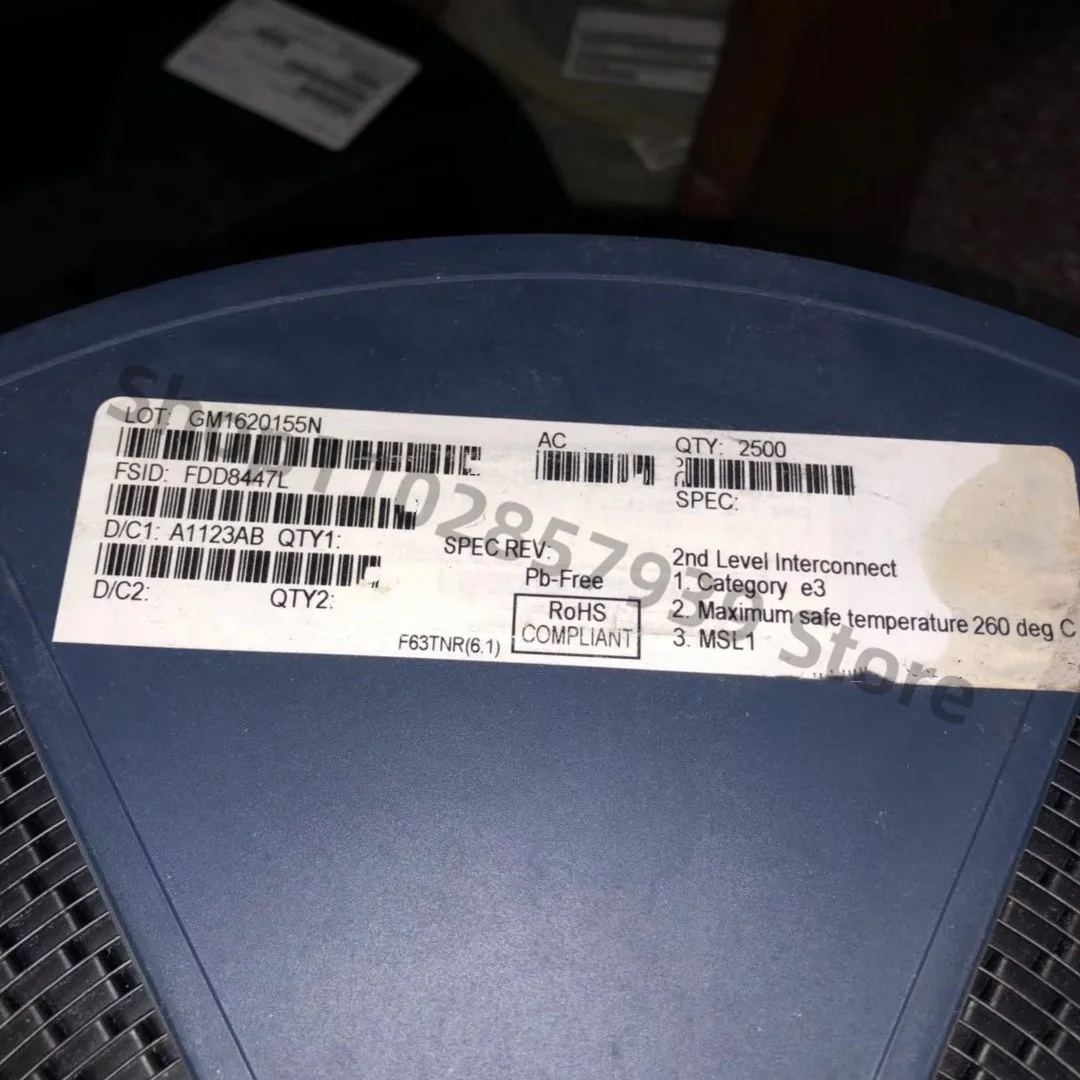 LOT: GM1620155N
AC
QTY: 2500
FSID: FDD8447L
SPEC:
D/C1: A1123AB QTY1:
SPEC REV:
2nd Level Interconnect
Pb-Free
1. Category e3
D/C2:
QTY2:
RoHS
COMPLIANT
2. Maximum safe temperature 260 deg C
F63TNR(6.1)
3. MSL1
Shop1102857939 Store